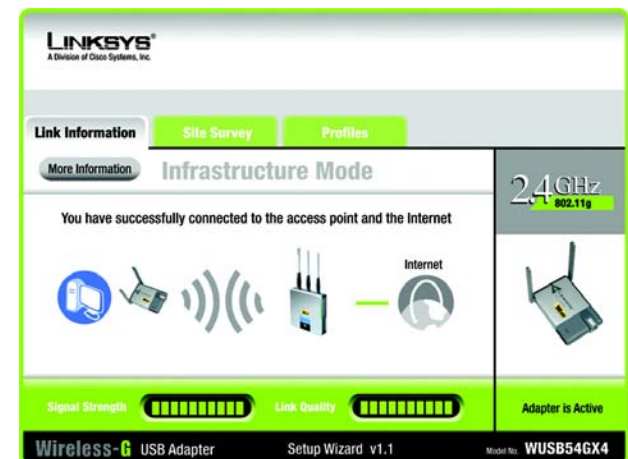 LINKSYS®
A Division of Cisco Systems, Inc.
Link Information
Site Survey
Profiles
More Information
Infrastructure Mode
2.4GHz
802.11g
You have successfully connected to the access point and the Internet
Internet
Signal Strength
Link Quality
Adapter is Active
Wireless-G USB Adapter
Setup Wizard v1.1
Model No. WUSB54GX4